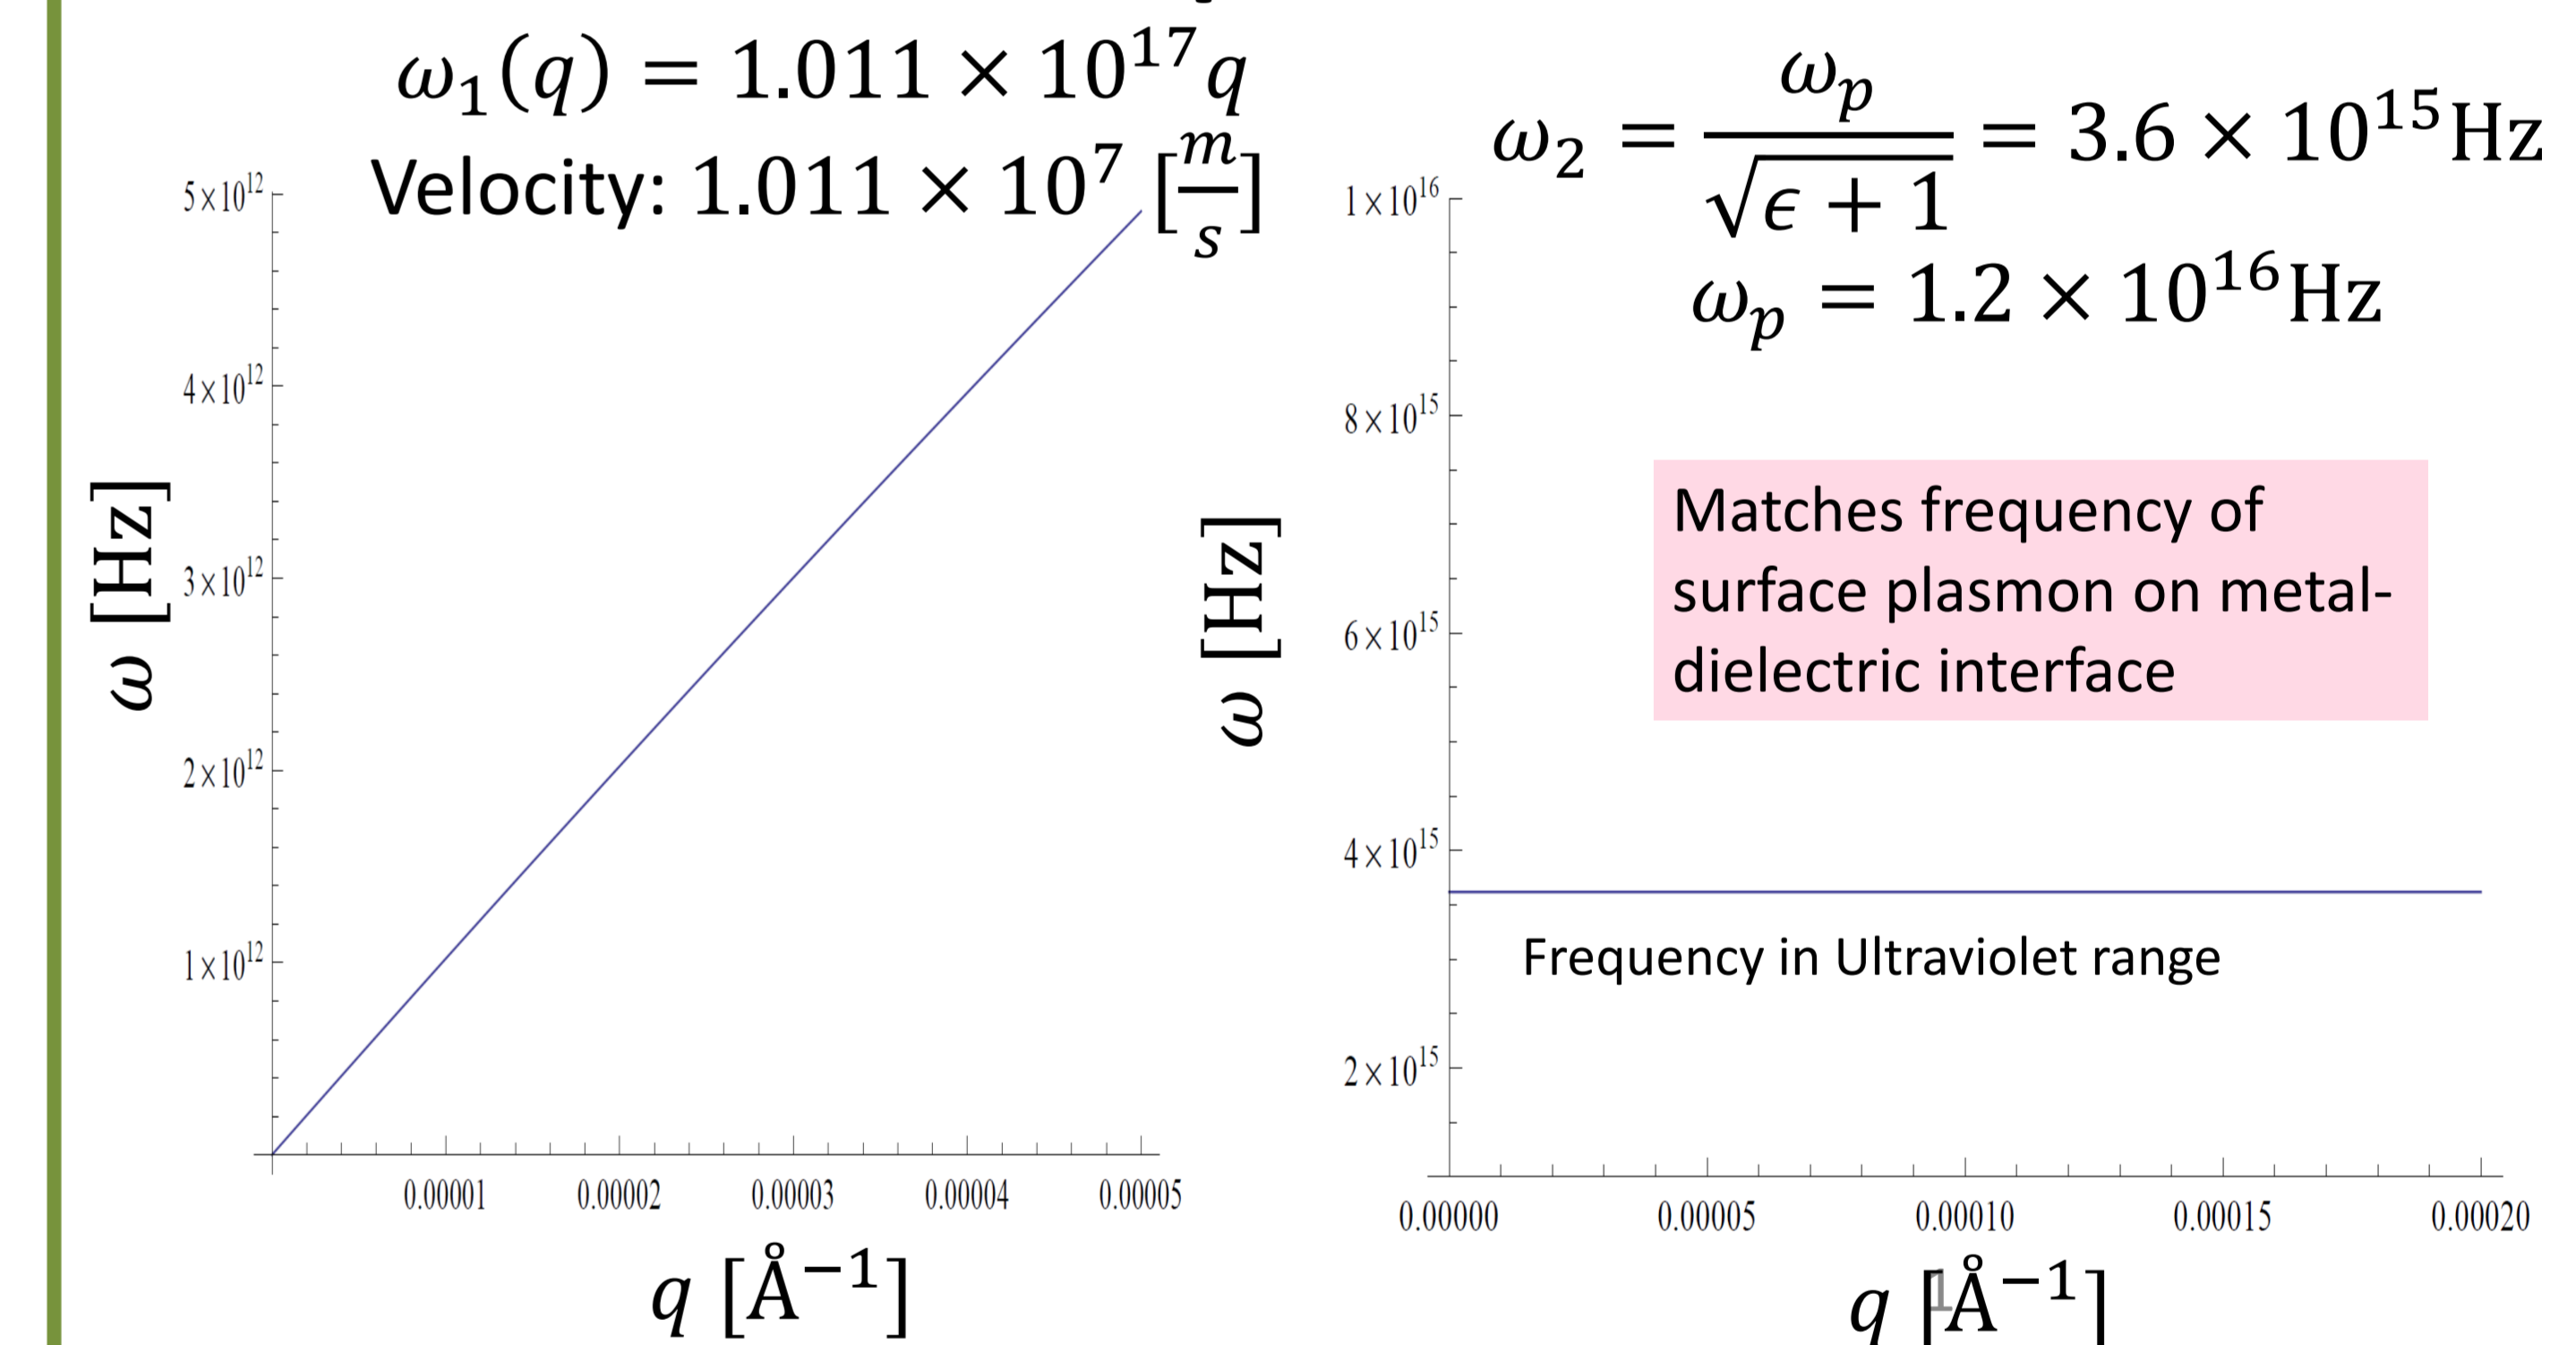 ω₁(q) = 1.011 × 10¹⁷q
Velocity: 1.011 × 10⁷ [m/s]
5×10¹²
4×10¹²
3×10¹²
2×10¹²
1×10¹²
ω [Hz]
0.00001 0.00002 0.00003 0.00004 0.00005
q [Å⁻¹]
ω₂ = ωₚ/√(ϵ + 1) = 3.6 × 10¹⁵Hz
ωₚ = 1.2 × 10¹⁶Hz
1×10¹⁶
8×10¹⁵
6×10¹⁵
4×10¹⁵
2×10¹⁵
ω [Hz]
Matches frequency of
surface plasmon on metal-
dielectric interface
Frequency in Ultraviolet range
0.00000 0.00005 0.00010 0.00015 0.00020
q [Å⁻¹]
1